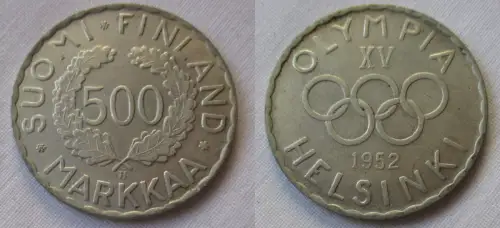 SUOMI * FINLAND
500
H
* MARKKAA *
OLYMPIA
XV
1952
HELSINKI